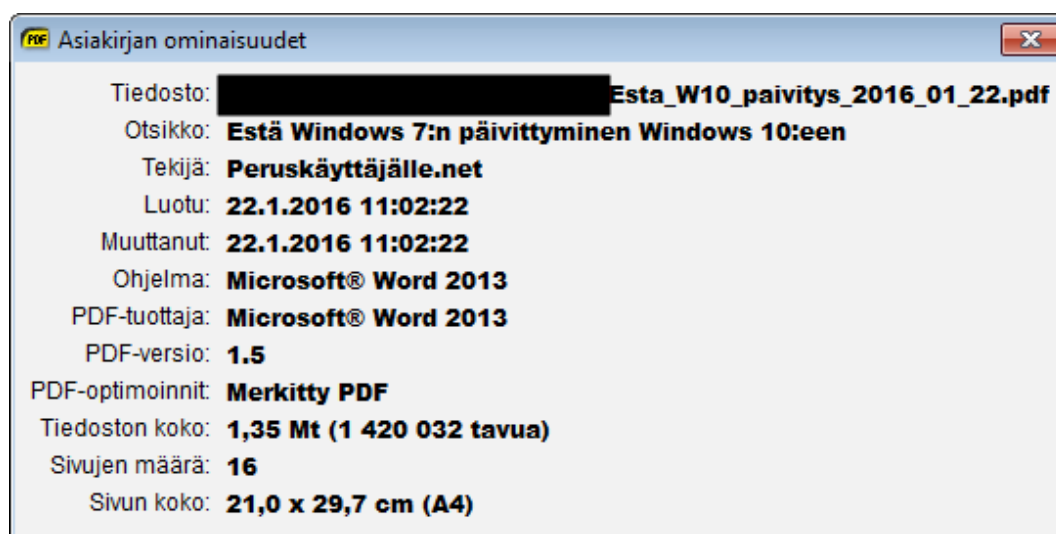 PDF Asiakirjan ominaisuudet
Tiedosto: Esta_W10_paivitys_2016_01_22.pdf
Otsikko: Estä Windows 7:n päivittyminen Windows 10:een
Tekijä: Peruskäyttäjälle.net
Luotu: 22.1.2016 11:02:22
Muuttanut: 22.1.2016 11:02:22
Ohjelma: Microsoft® Word 2013
PDF-tuottaja: Microsoft® Word 2013
PDF-versio: 1.5
PDF-optimoinnit: Merkitty PDF
Tiedoston koko: 1,35 Mt (1 420 032 tavua)
Sivujen määrä: 16
Sivun koko: 21,0 x 29,7 cm (A4)